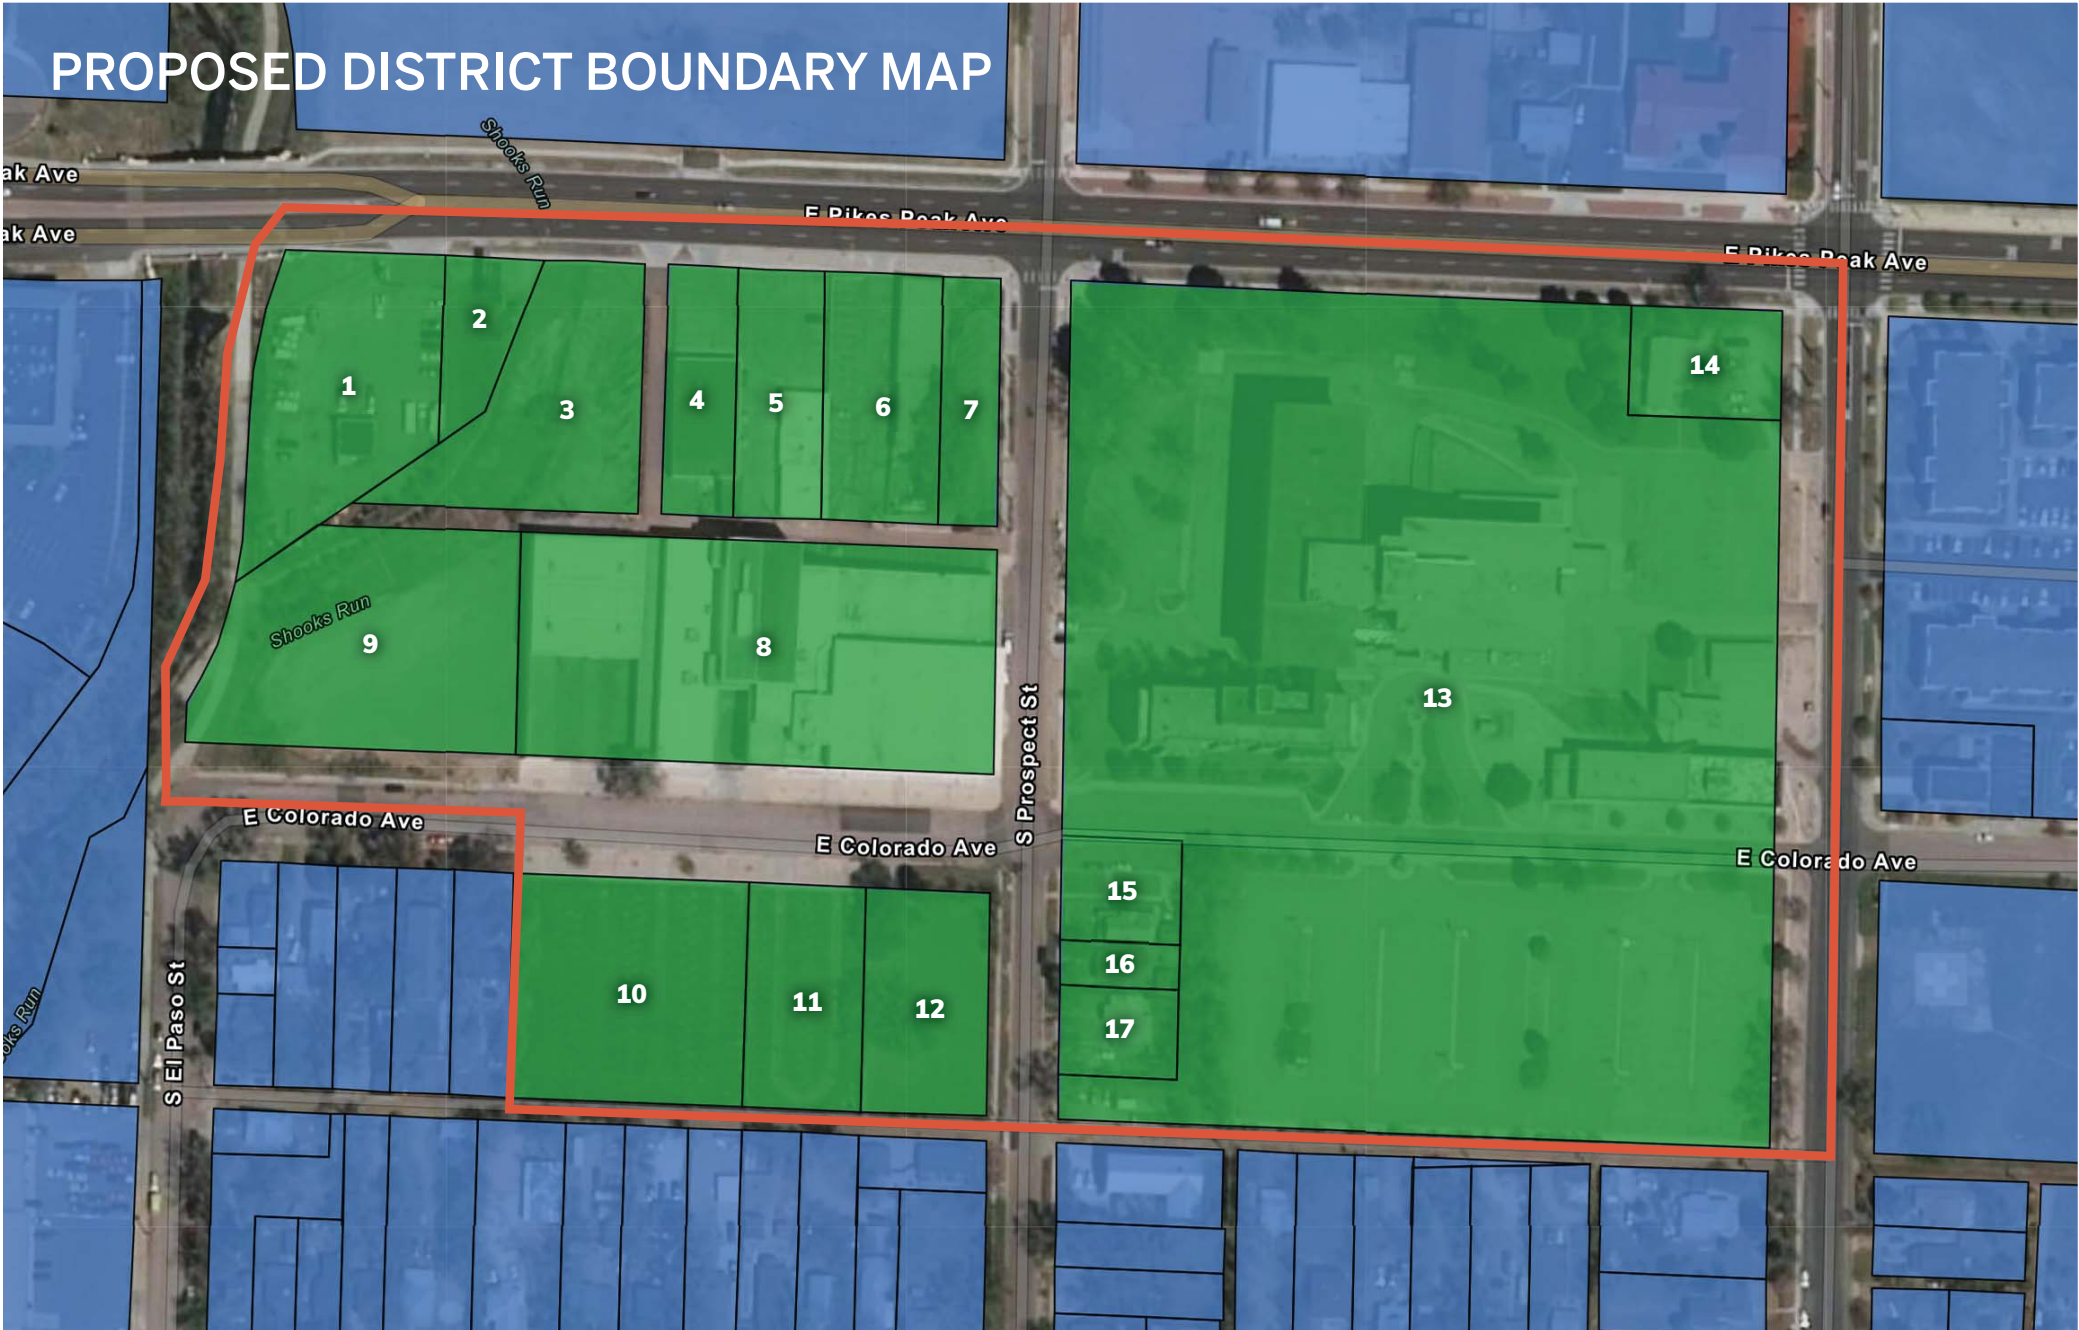 PROPOSED DISTRICT BOUNDARY MAP
Shooks Run
ak Ave
ak Ave
E Pikes Peak Ave
E Pikes Peak Ave
1
2
3
4
5
6
7
14
Shooks Run
9
8
13
S Prospect St
E Colorado Ave
E Colorado Ave
E Colorado Ave
15
16
17
10
11
12
S El Paso St
oks Run